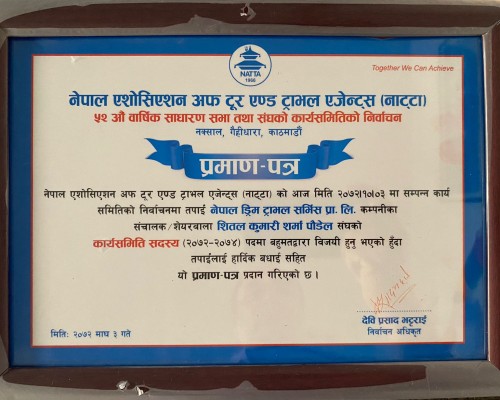 NATTA
1966
Together We Can Achieve
नेपाल एशोसिएशन अफ टूर एण्ड ट्राभल एजेन्ट्स (नाट्टा)
५२ औ वार्षिक साधारण सभा तथा संघको कार्यसमितिको निर्वाचन
नक्साल, गैह्रीधारा, काठमाडौं
प्रमाण-पत्र
नेपाल एशोसिएशन अफ टूर एण्ड ट्राभल एजेन्ट्स (नाट्टा) को आज मिति २०७२।१०।०३ मा सम्पन्न कार्य
समितिको निर्वाचनमा तपाई नेपाल ड्रिम ट्राभल सर्भिस प्रा. लि. कम्पनीका
संचालक/शेयरवाला शितल कुमारी शर्मा पौडेल संघको
कार्यसमिति सदस्य (२०७२-२०७४) पदमा बहुमतद्वारा विजयी हुनु भएको हुँदा
तपाईलाई हार्दिक बधाई सहित
यो प्रमाण-पत्र प्रदान गरिएको छ।
देवि प्रसाद भट्टराई
मिति: २०७२ माघ ३ गते
निर्वाचन अधिकृत